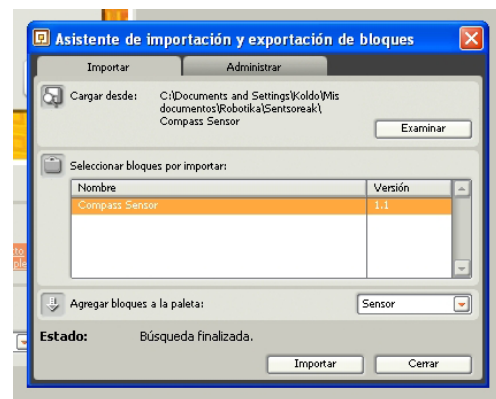 Asistente de importación y exportación de bloques
Importar
Administrar
Cargar desde:
C:\Documents and Settings\Koldo\Mis
documentos\Robotika\Sentsoreak\
Compass Sensor
Examinar
Seleccionar bloques por importar:
Nombre
Versión
Compass Sensor
1.1
Agregar bloques a la paleta:
Sensor
Estado:
Búsqueda finalizada.
Importar
Cerrar